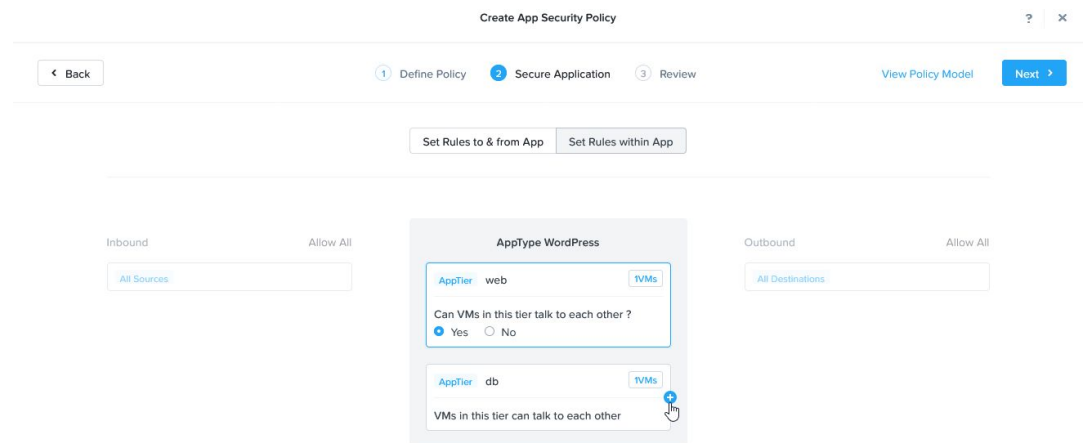 Create App Security Policy
?
×
Back
1 Define Policy
2 Secure Application
3 Review
View Policy Model
Next
Set Rules to & from App
Set Rules within App
Inbound
Allow All
All Sources
AppType WordPress
AppTier web
1VMs
Can VMs in this tier talk to each other ?
Yes
No
AppTier db
1VMs
VMs in this tier can talk to each other
Outbound
Allow All
All Destinations